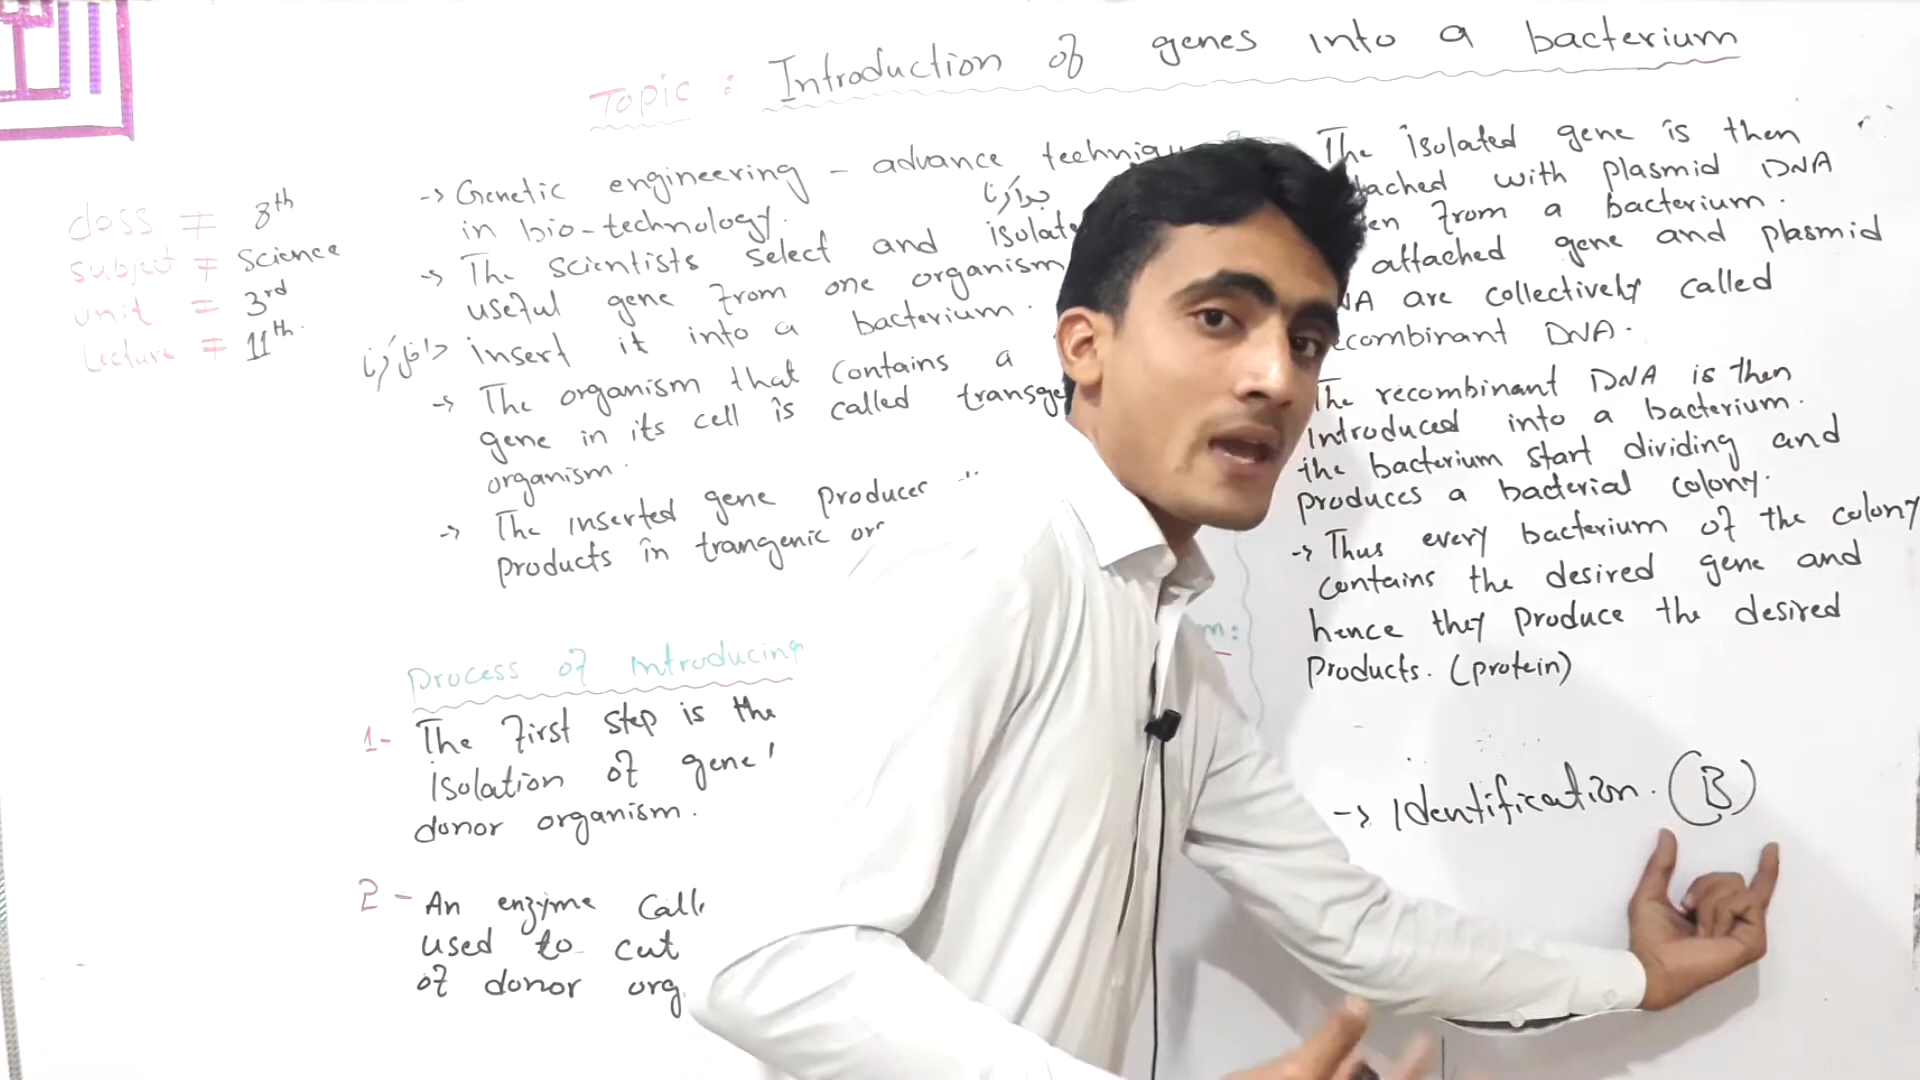 Topic : Introduction of genes into a bacterium
class = 8th
subject = Science
unit = 3rd
Lecture = 11th
-> Genetic engineering - advance
in bio-technology.
جدا کرنا
-> The scientists select and isolate
useful gene from one organism
داخل کرنا insert it into a bacterium.
-> The organism that contains a
gene in its cell is called
organism.
-> The inserted gene produces
products in trangenic
Process of introducing
1- The first step is the
Isolation of gene
donor organism.
2- An enzyme
used to cut
of donor
The isolated gene is then
with plasmid DNA
from a bacterium.
attached gene and plasmid
are collectively called
DNA.
The recombinant DNA is then
introduced into a bacterium.
the bacterium start dividing and
produces a bacterial colony.
-> Thus every bacterium of the colony
contains the desired gene and
hence they produce the desired
products. (protein)
-> Identification. (B)